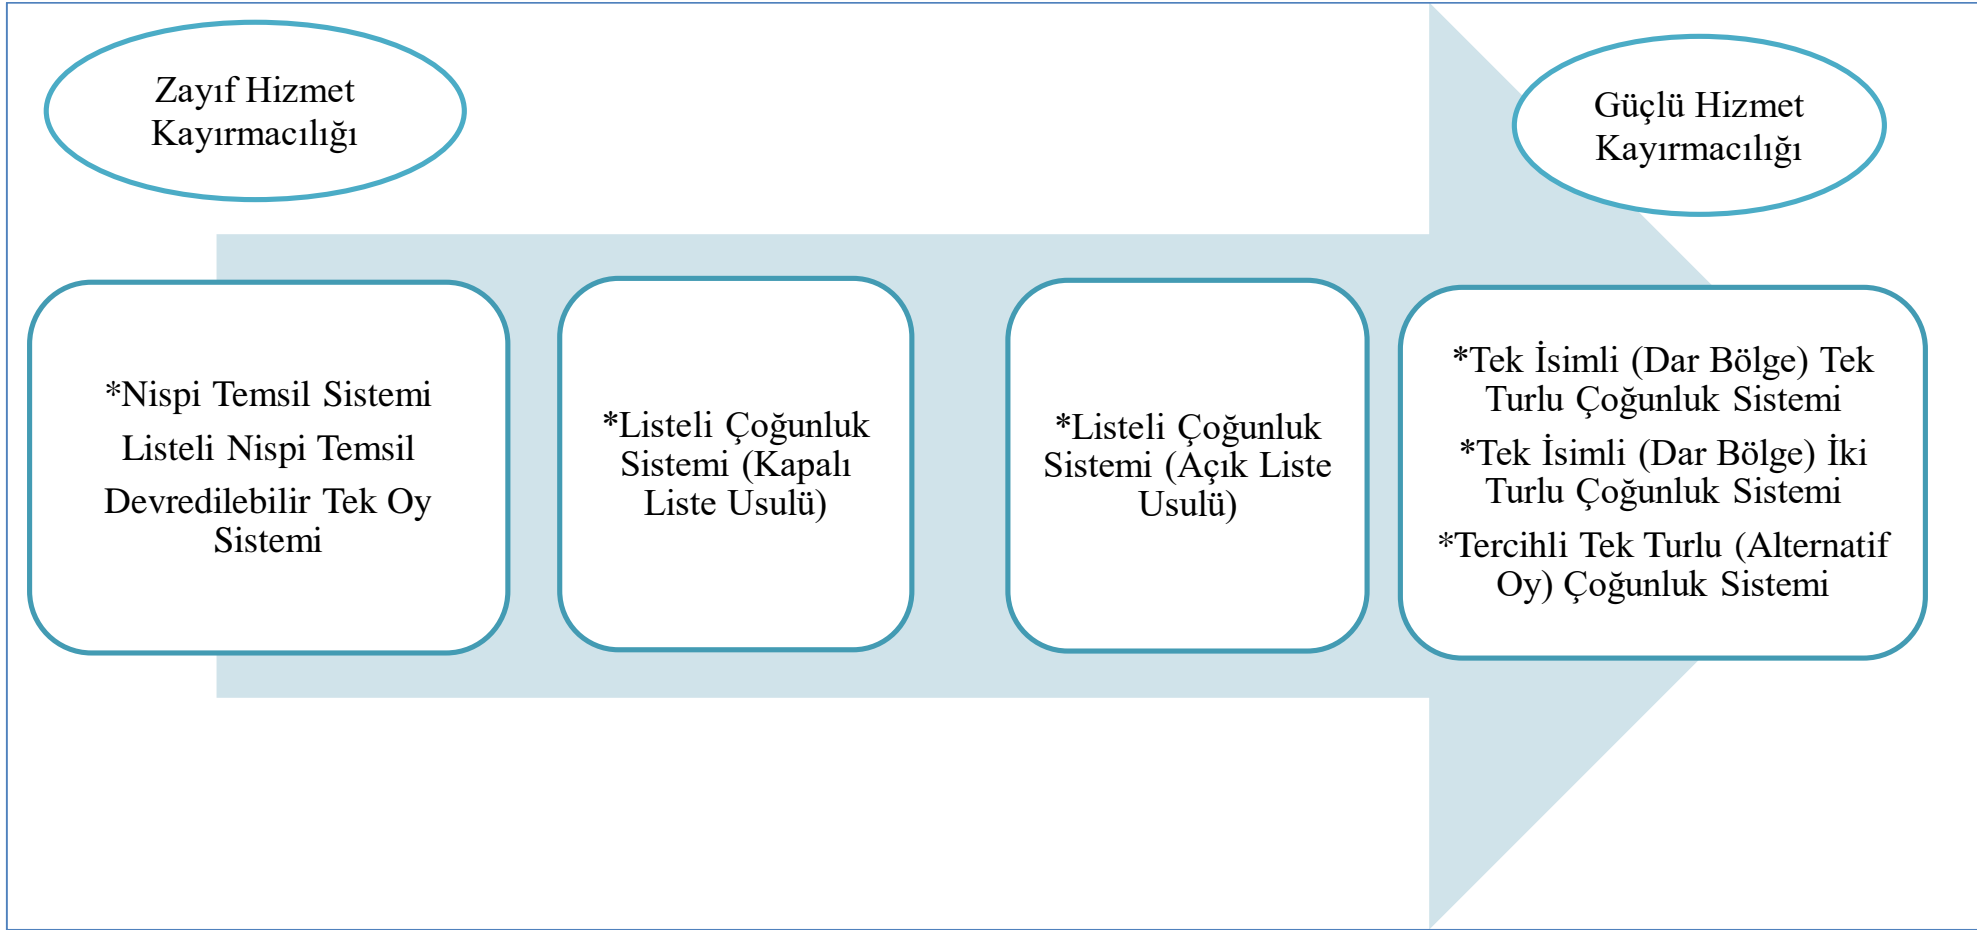 Zayıf Hizmet
Kayırmacılığı
Güçlü Hizmet
Kayırmacılığı
*Nispi Temsil Sistemi
Listeli Nispi Temsil
Devredilebilir Tek Oy
Sistemi
*Listeli Çoğunluk
Sistemi (Kapalı
Liste Usulü)
*Listeli Çoğunluk
Sistemi (Açık Liste
Usulü)
*Tek İsimli (Dar Bölge) Tek
Turlu Çoğunluk Sistemi
*Tek İsimli (Dar Bölge) İki
Turlu Çoğunluk Sistemi
*Tercihli Tek Turlu (Alternatif
Oy) Çoğunluk Sistemi